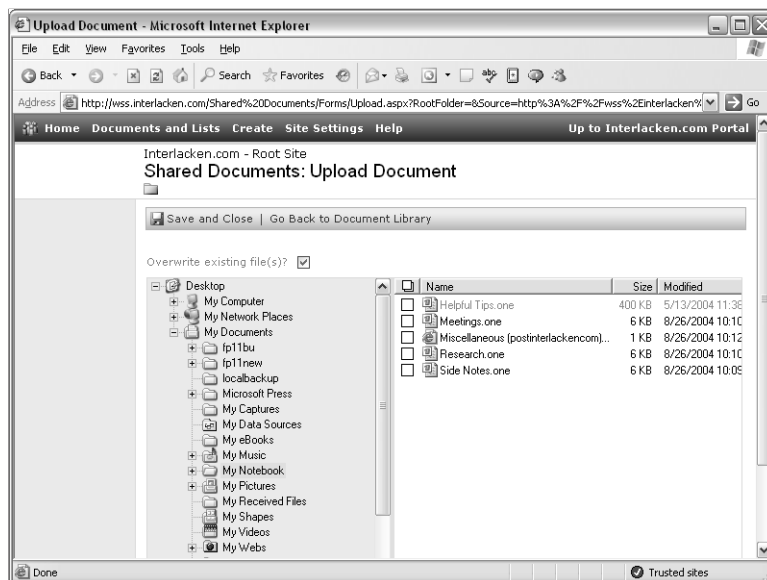 Upload Document - Microsoft Internet Explorer
File Edit View Favorites Tools Help
Back Search Favorites
Address http://wss.interlacken.com/Shared%20Documents/Forms/Upload.aspx?RootFolder=&Source=http%3A%2F%2Fwss%2Einterlacken% Go
Home Documents and Lists Create Site Settings Help Up to Interlacken.com Portal
Interlacken.com - Root Site
Shared Documents: Upload Document
Save and Close | Go Back to Document Library
Overwrite existing file(s)?
Desktop
My Computer
My Network Places
My Documents
fp11bu
fp11new
localbackup
Microsoft Press
My Captures
My Data Sources
My eBooks
My Music
My Notebook
My Pictures
My Received Files
My Shapes
My Videos
My Webs
Name Size Modified
Helpful Tips.one 400 KB 5/13/2004 11:38
Meetings.one 6 KB 8/26/2004 10:10
Miscellaneous (postinterlackencom)... 1 KB 8/26/2004 10:12
Research.one 6 KB 8/26/2004 10:10
Side Notes.one 6 KB 8/26/2004 10:09
Done Trusted sites